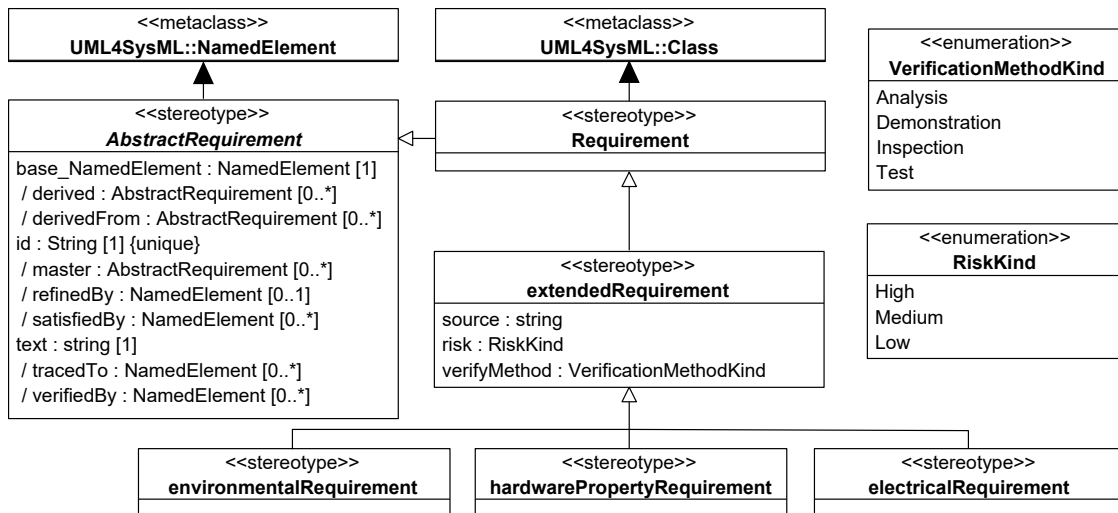 <<metaclass>>
UML4SysML::NamedElement
<<metaclass>>
UML4SysML::Class
<<enumeration>>
VerificationMethodKind
Analysis
Demonstration
Inspection
Test
<<stereotype>>
AbstractRequirement
base_NamedElement : NamedElement [1]
/ derived : AbstractRequirement [0..*]
/ derivedFrom : AbstractRequirement [0..*]
id : String [1] {unique}
/ master : AbstractRequirement [0..*]
/ refinedBy : NamedElement [0..1]
/ satisfiedBy : NamedElement [0..*]
text : string [1]
/ tracedTo : NamedElement [0..*]
/ verifiedBy : NamedElement [0..*]
<<stereotype>>
Requirement
<<enumeration>>
RiskKind
High
Medium
Low
<<stereotype>>
extendedRequirement
source : string
risk : RiskKind
verifyMethod : VerificationMethodKind
<<stereotype>>
environmentalRequirement
<<stereotype>>
hardwarePropertyRequirement
<<stereotype>>
electricalRequirement